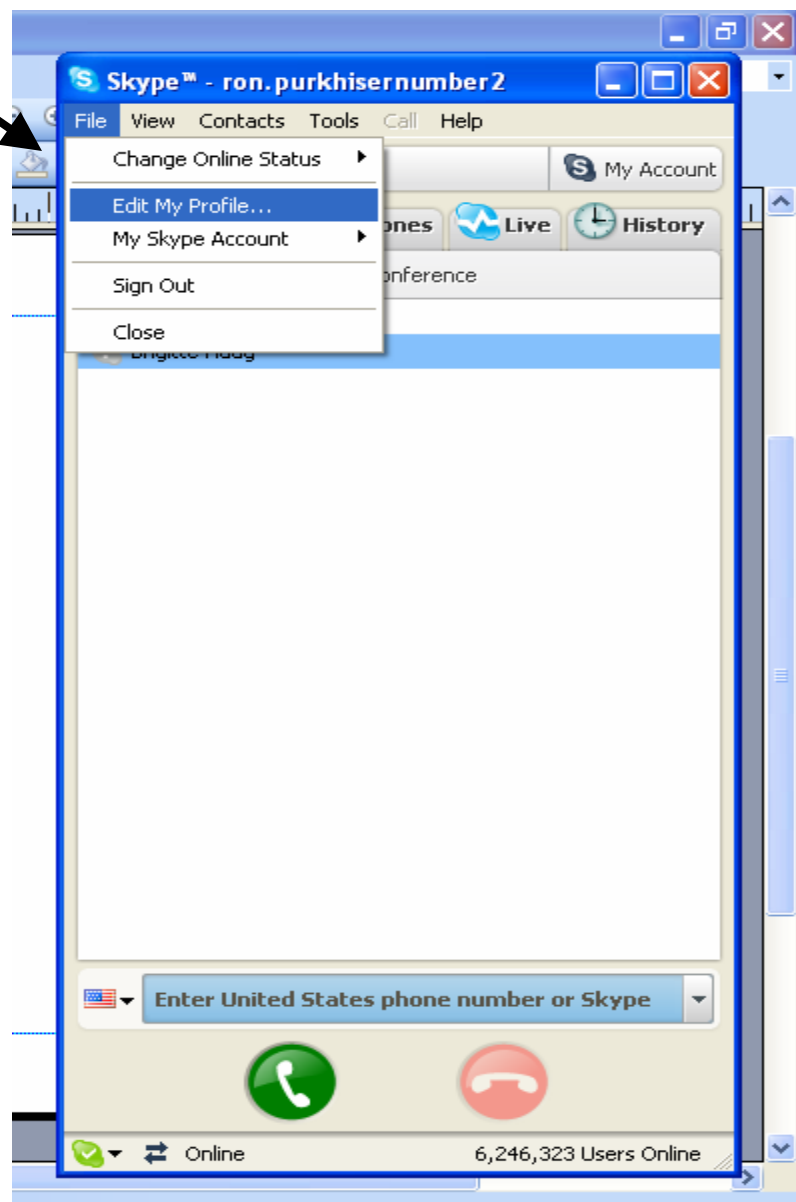 Skype™ - ron.purkhisernumber2
File View Contacts Tools Call Help
Change Online Status
My Account
Edit My Profile...
ones Live History
My Skype Account
onference
Sign Out
Close
Enter United States phone number or Skype
Online 6,246,323 Users Online